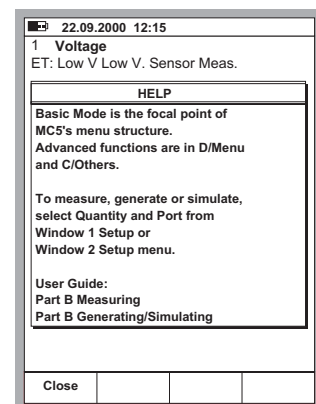 22.09.2000 12:15
1 Voltage
ET: Low V Low V. Sensor Meas.
HELP
Basic Mode is the focal point of
MC5's menu structure.
Advanced functions are in D/Menu
and C/Others.
To measure, generate or simulate,
select Quantity and Port from
Window 1 Setup or
Window 2 Setup menu.
User Guide:
Part B Measuring
Part B Generating/Simulating
Close